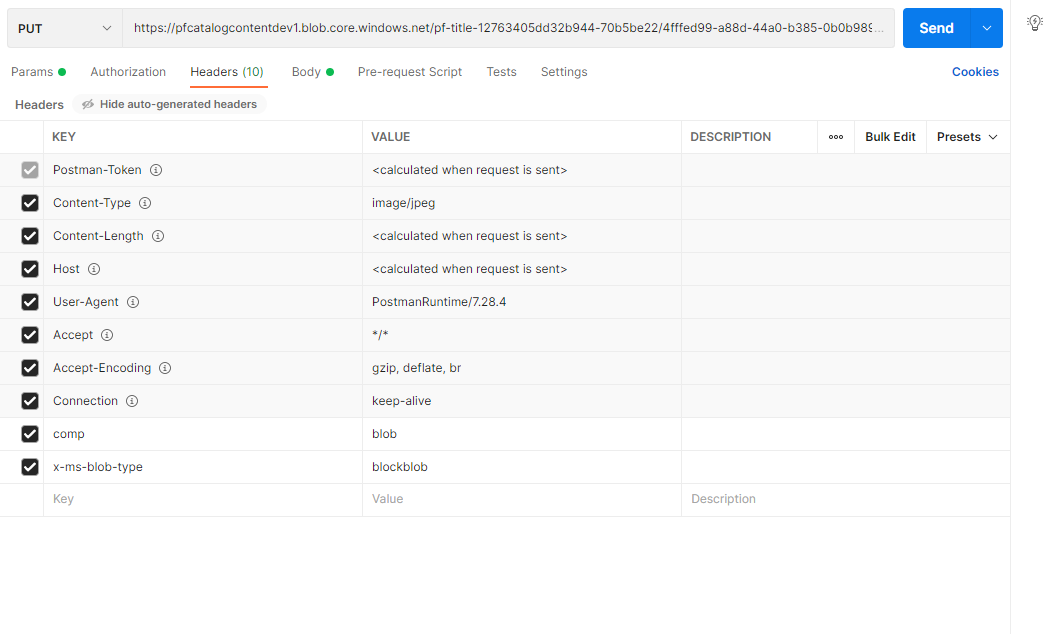 PUT https://pfcatalogcontentdev1.blob.core.windows.net/pf-title-12763405dd32b944-70b5be22/4fffed99-a88d-44a0-b385-0b0b989... Send
Params Authorization Headers (10) Body Pre-request Script Tests Settings Cookies
Headers Hide auto-generated headers
KEY VALUE DESCRIPTION ooo Bulk Edit Presets
Postman-Token <calculated when request is sent>
Content-Type image/jpeg
Content-Length <calculated when request is sent>
Host <calculated when request is sent>
User-Agent PostmanRuntime/7.28.4
Accept */*
Accept-Encoding gzip, deflate, br
Connection keep-alive
comp blob
x-ms-blob-type blockblob
Key Value Description